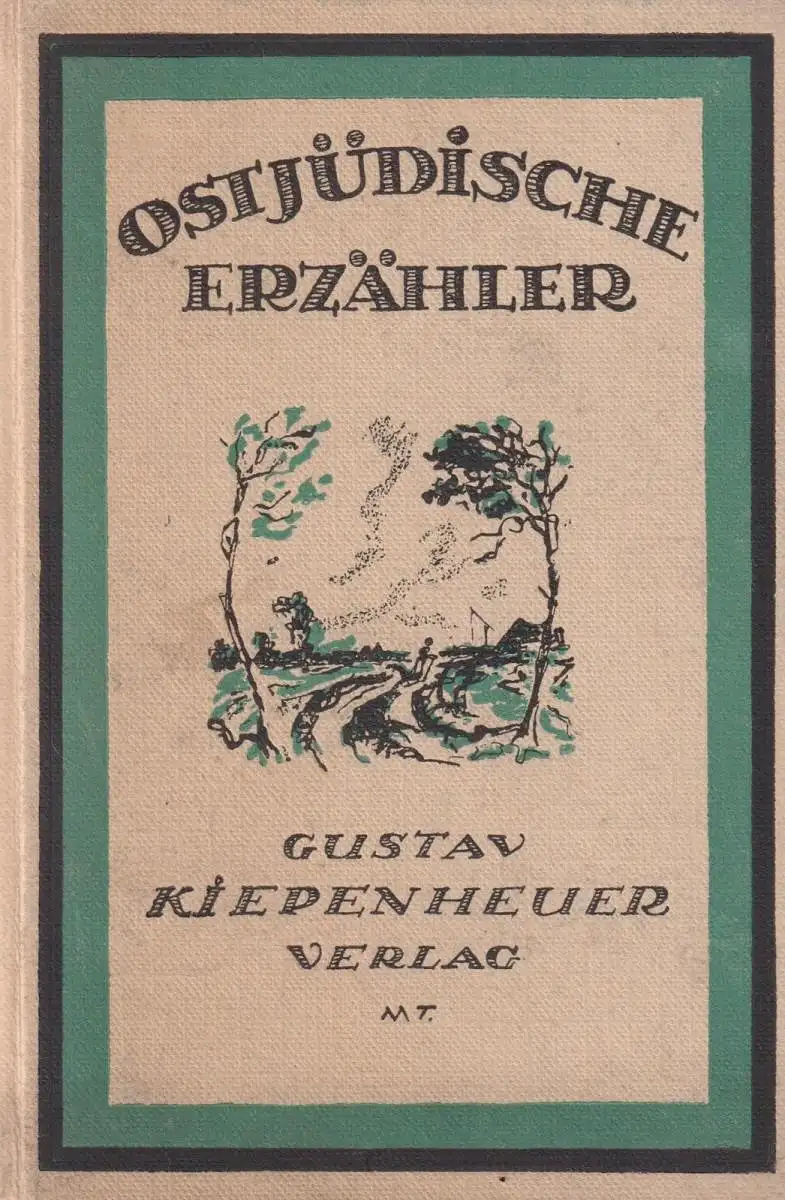 OSTJÜDISCHE
ERZÄHLER
GUSTAV
KIEPENHEUER
VERLAG
MT.